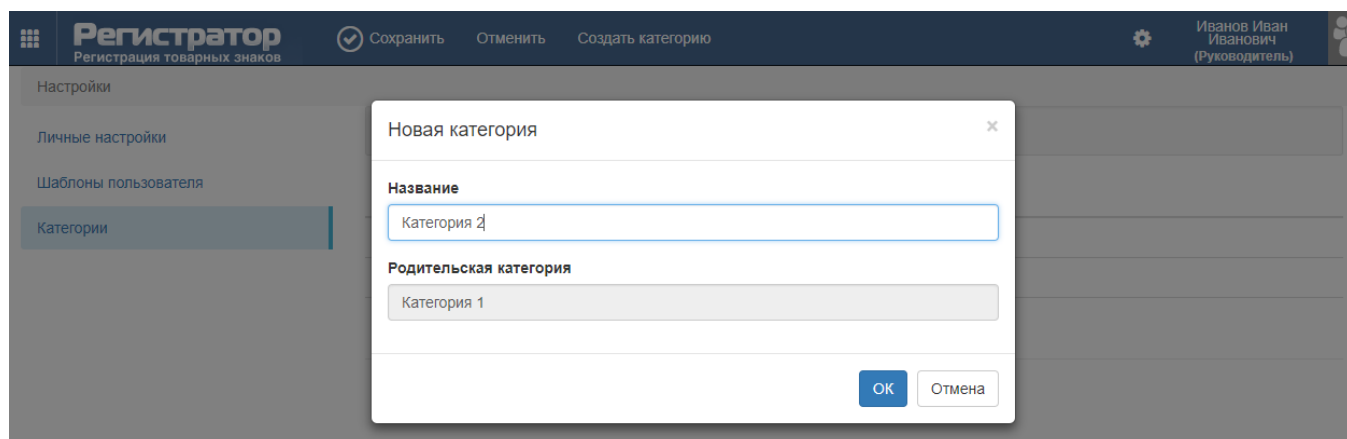 Регистратор
Регистрация товарных знаков
Сохранить Отменить Создать категорию
Иванов Иван
Иванович
(Руководитель)
Настройки
Личные настройки
Шаблоны пользователя
Категории
Новая категория ×
Название
Категория 2
Родительская категория
Категория 1
ОК Отмена